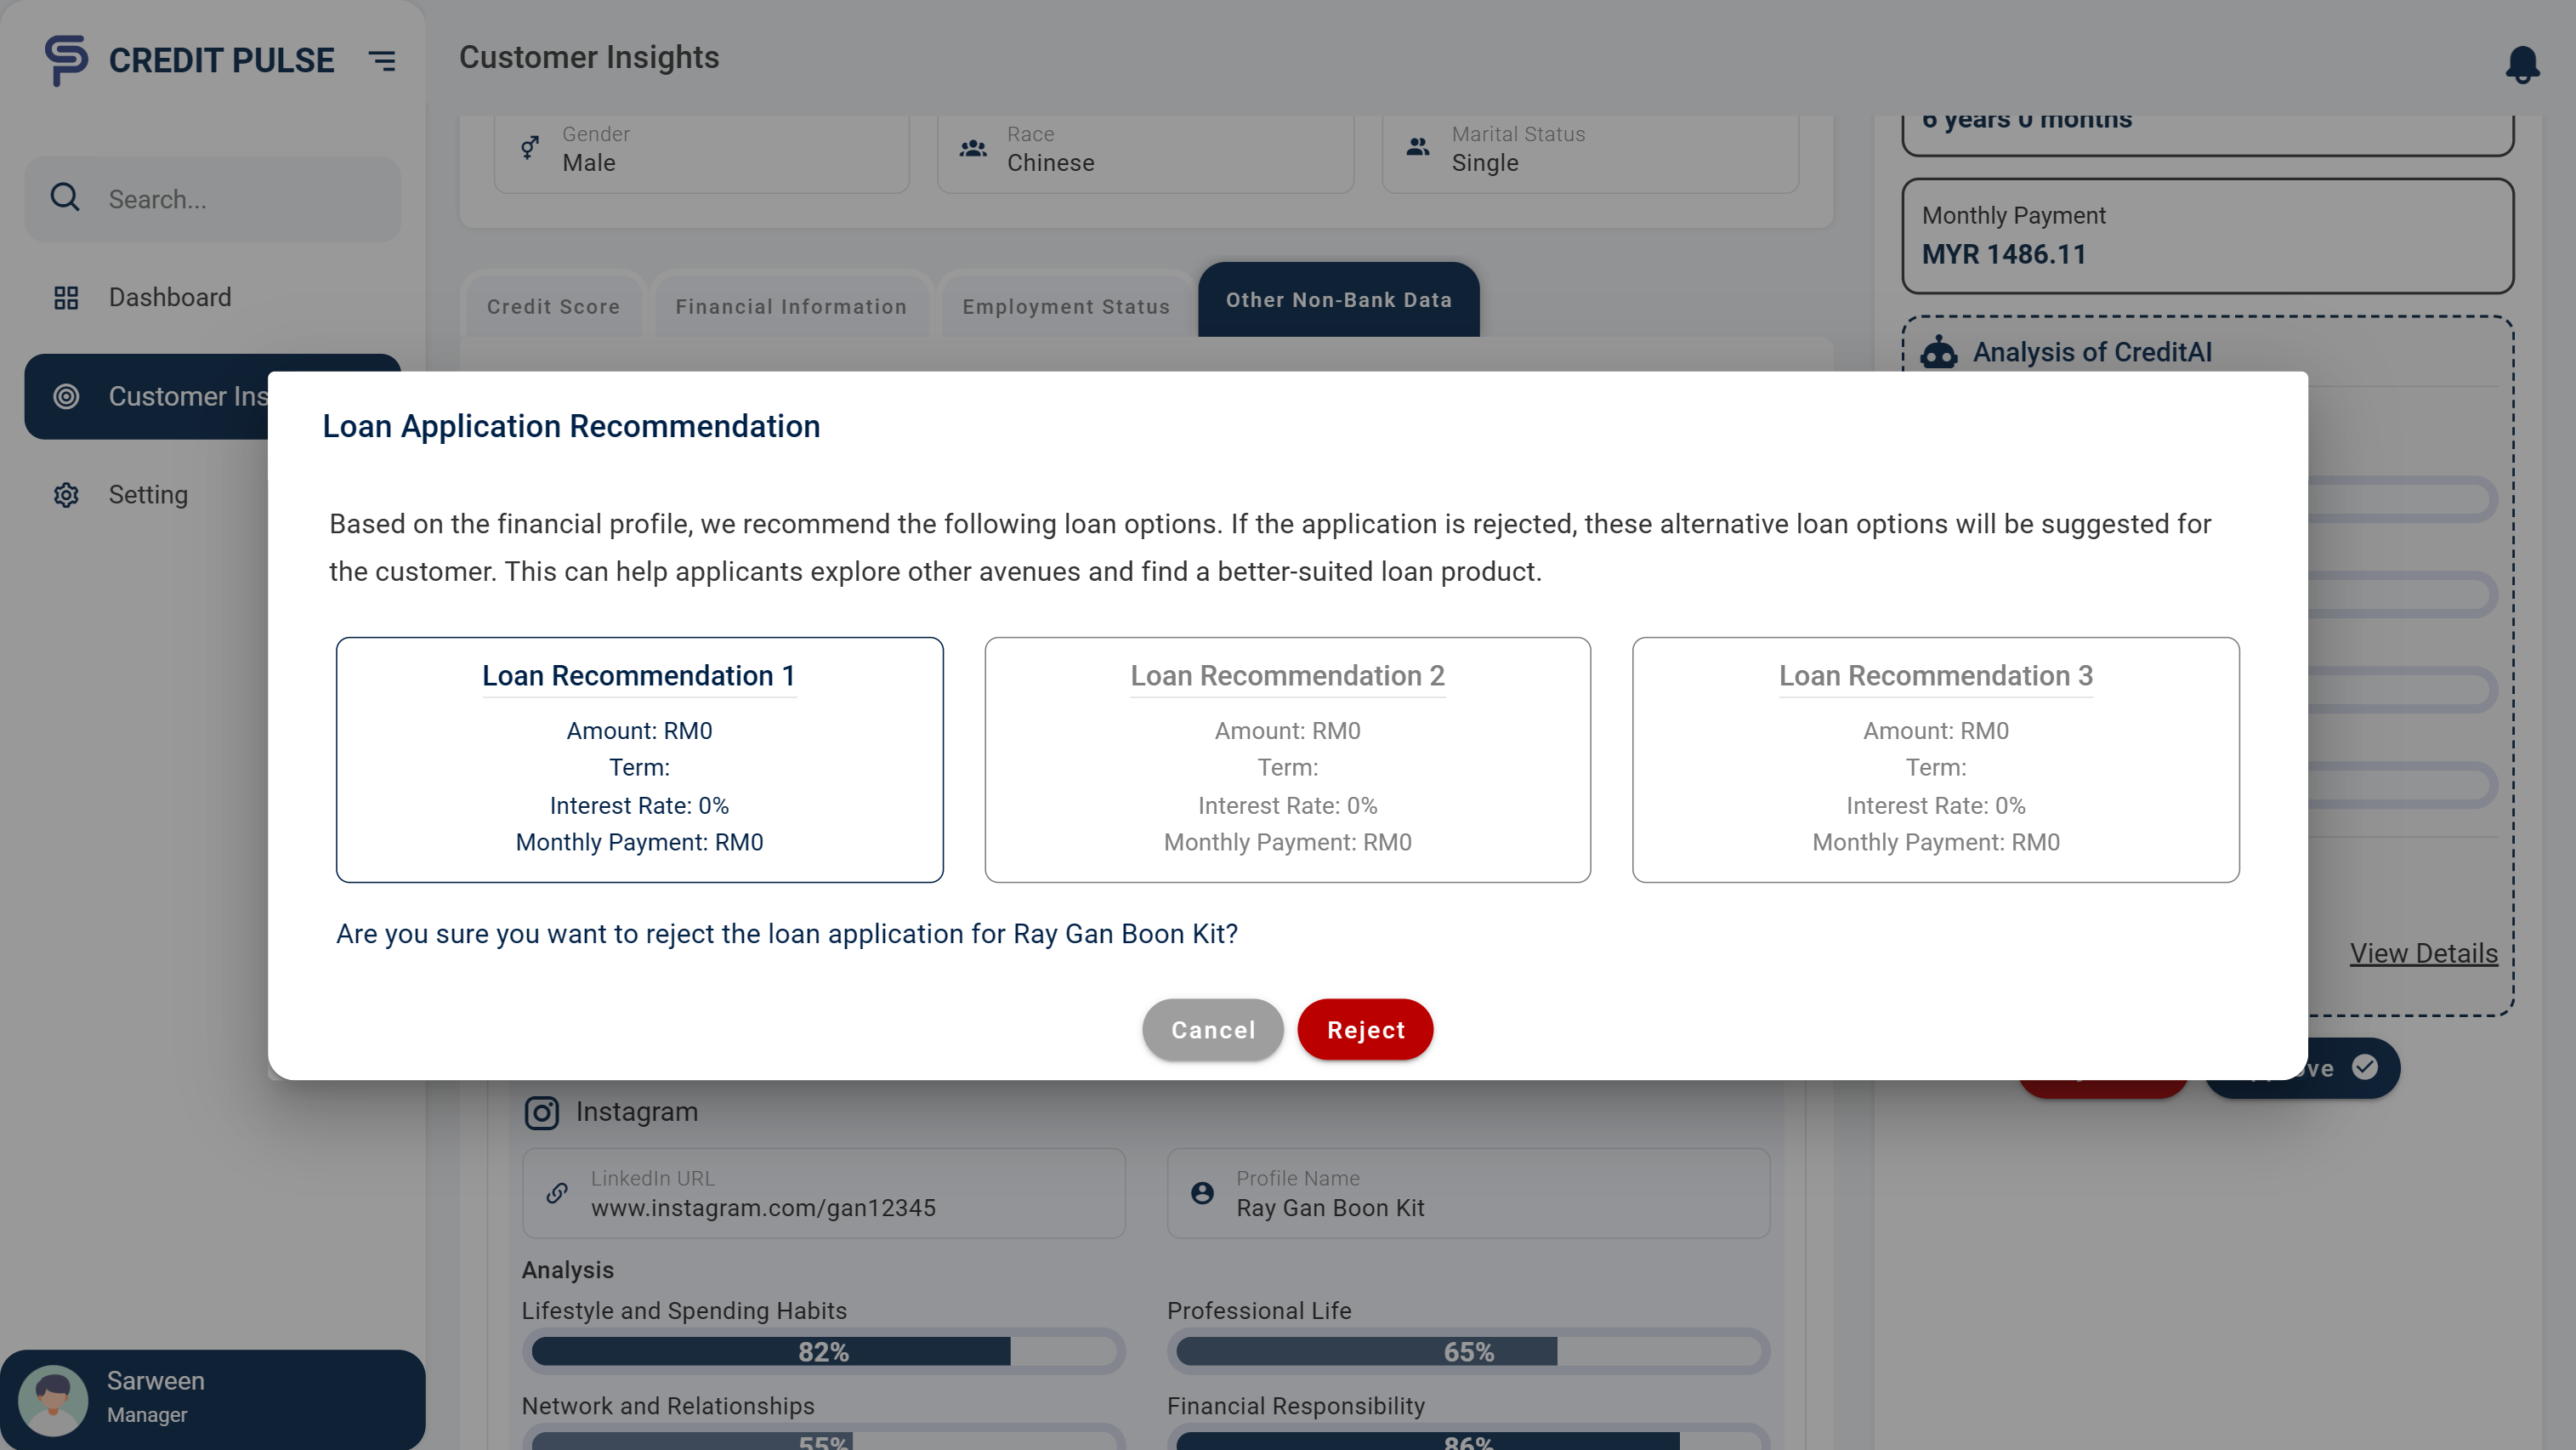 CREDIT PULSE
Search...
Dashboard
Customer Ins
Setting
Sarween
Manager
Customer Insights
Gender
Male
Race
Chinese
Marital Status
Single
Credit Score
Financial Information
Employment Status
Other Non-Bank Data
6 years 0 months
Monthly Payment
MYR 1486.11
Analysis of CreditAI
View Details
Loan Application Recommendation
Based on the financial profile, we recommend the following loan options. If the application is rejected, these alternative loan options will be suggested for
the customer. This can help applicants explore other avenues and find a better-suited loan product.
Loan Recommendation 1
Amount: RM0
Term:
Interest Rate: 0%
Monthly Payment: RM0
Loan Recommendation 2
Amount: RM0
Term:
Interest Rate: 0%
Monthly Payment: RM0
Loan Recommendation 3
Amount: RM0
Term:
Interest Rate: 0%
Monthly Payment: RM0
Are you sure you want to reject the loan application for Ray Gan Boon Kit?
Cancel
Reject
Instagram
LinkedIn URL
www.instagram.com/gan12345
Profile Name
Ray Gan Boon Kit
Analysis
Lifestyle and Spending Habits
82%
Professional Life
65%
Network and Relationships
55%
Financial Responsibility
86%